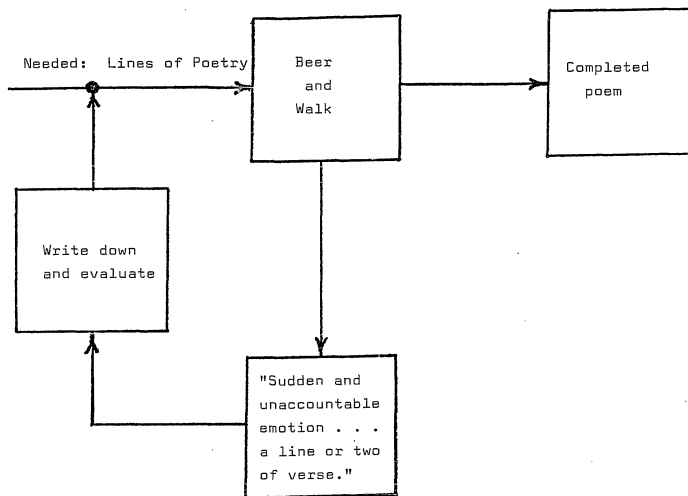 Needed: Lines of Poetry
Beer
and
Walk
Completed
poem
Write down
and evaluate
"Sudden and
unaccountable
emotion . . .
a line or two
of verse."